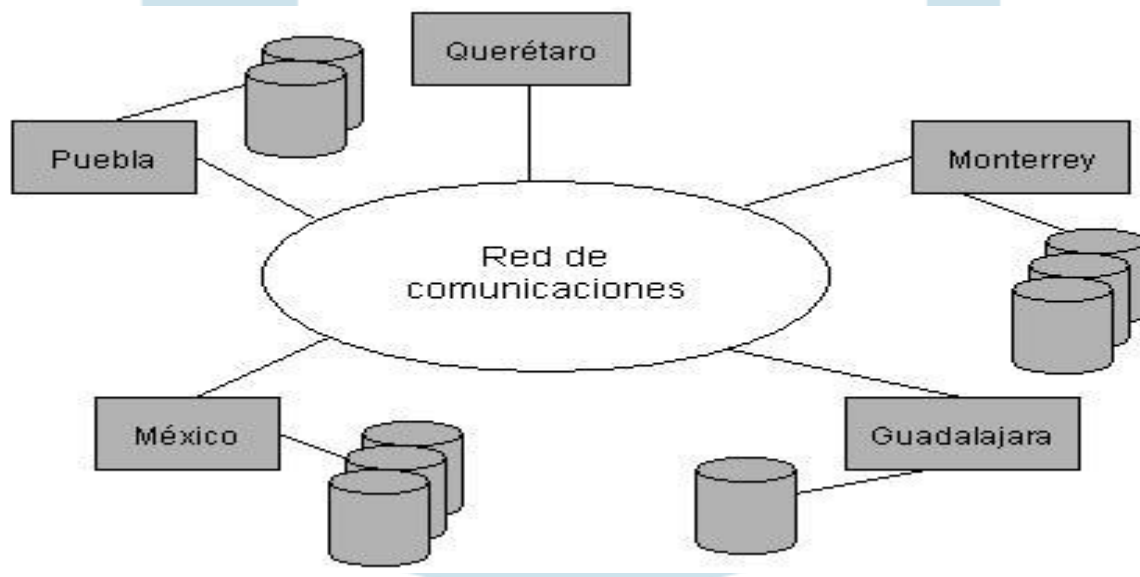 Querétaro
Puebla
Monterrey
Red de
comunicaciones
México
Guadalajara